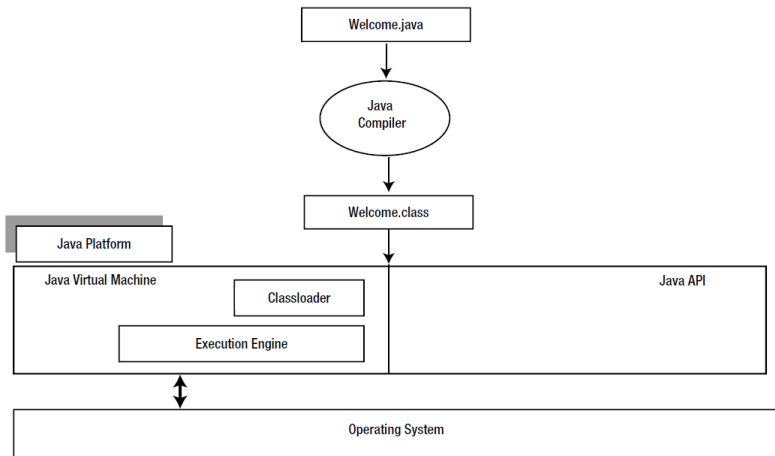 Welcome.java
Java
Compiler
Welcome.class
Java Platform
Java Virtual Machine
Java API
Classloader
Execution Engine
Operating System